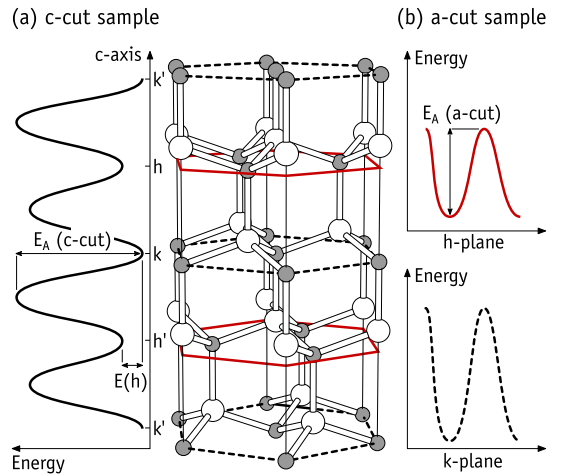 (a) c-cut sample
c-axis
k'
h
E_A (c-cut)
k
h'
E(h)
k'
Energy
(b) a-cut sample
Energy
E_A (a-cut)
h-plane
Energy
k-plane